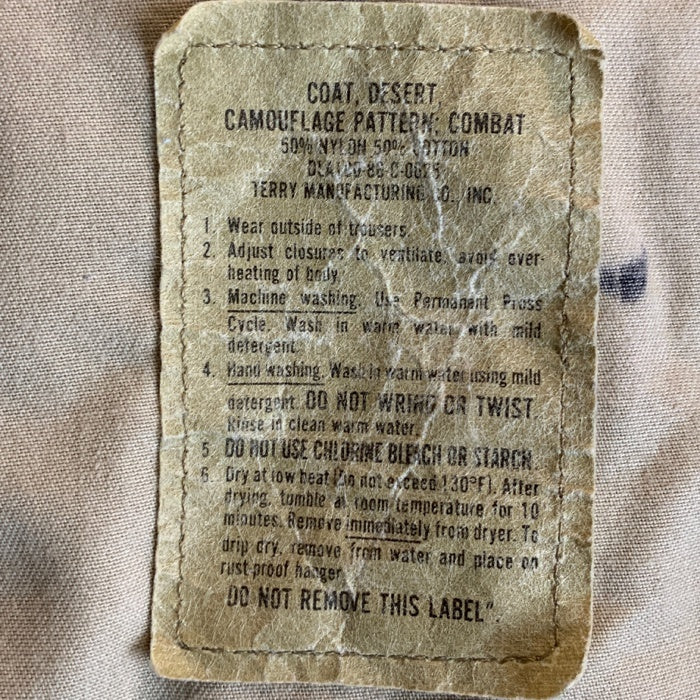 COAT, DESERT
CAMOUFLAGE PATTERN: COMBAT
50% NYLON 50% COTTON
TERRY MANUFACTURING CO., INC.
1. Wear outside of trousers.
2. Adjust closures to ventilate, avoid over-
heating of body.
3. Machine washing. Use Permanent Press
Cycle. Wash in warm water with mild
detergent.
4. Hand washing. Wash in warm water using mild
detergent. DO NOT WRING OR TWIST.
Rinse in clean warm water.
5. DO NOT USE CHLORINE BLEACH OR STARCH.
6. Dry at low heat (Do not exceed 130°F). After
drying, tumble at room temperature for 10
minutes. Remove immediately from dryer. To
drip dry, remove from water and place on
rust proof hanger.
DO NOT REMOVE THIS LABEL".